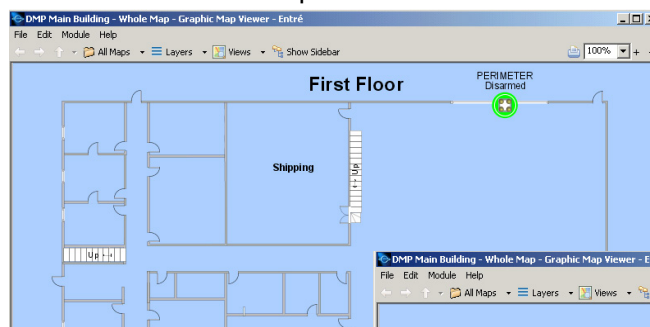 DMP Main Building - Whole Map - Graphic Map Viewer - Entré
File Edit Module Help
All Maps Layers Views Show Sidebar 100%
First Floor
PERIMETER
Disarmed
Shipping
Up
Up
DMP Main Building - Whole Map - Graphic Map Viewer - E
File Edit Module Help
All Maps Layers Views